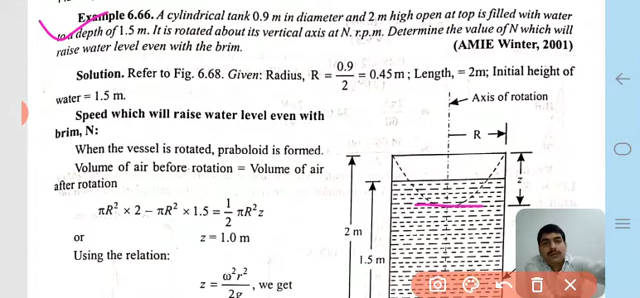 Example 6.66. A cylindrical tank 0.9 m in diameter and 2 m high open at top is filled with water
to a depth of 1.5 m. It is rotated about its vertical axis at N. r.p.m. Determine the value of N which will
raise water level even with the brim. (AMIE Winter, 2001)
Solution. Refer to Fig. 6.68. Given: Radius, R = 0.9/2 = 0.45 m ; Length, = 2m; Initial height of
water = 1.5 m.
Axis of rotation
Speed which will raise water level even with
brim, N:
R
When the vessel is rotated, praboloid is formed.
Volume of air before rotation = Volume of air
after rotation
πR² × 2 – πR² × 1.5 = 1/2 πR²z
z
or z = 1.0 m
2 m
Using the relation:
1.5 m
z = ω²r²/2g, we get